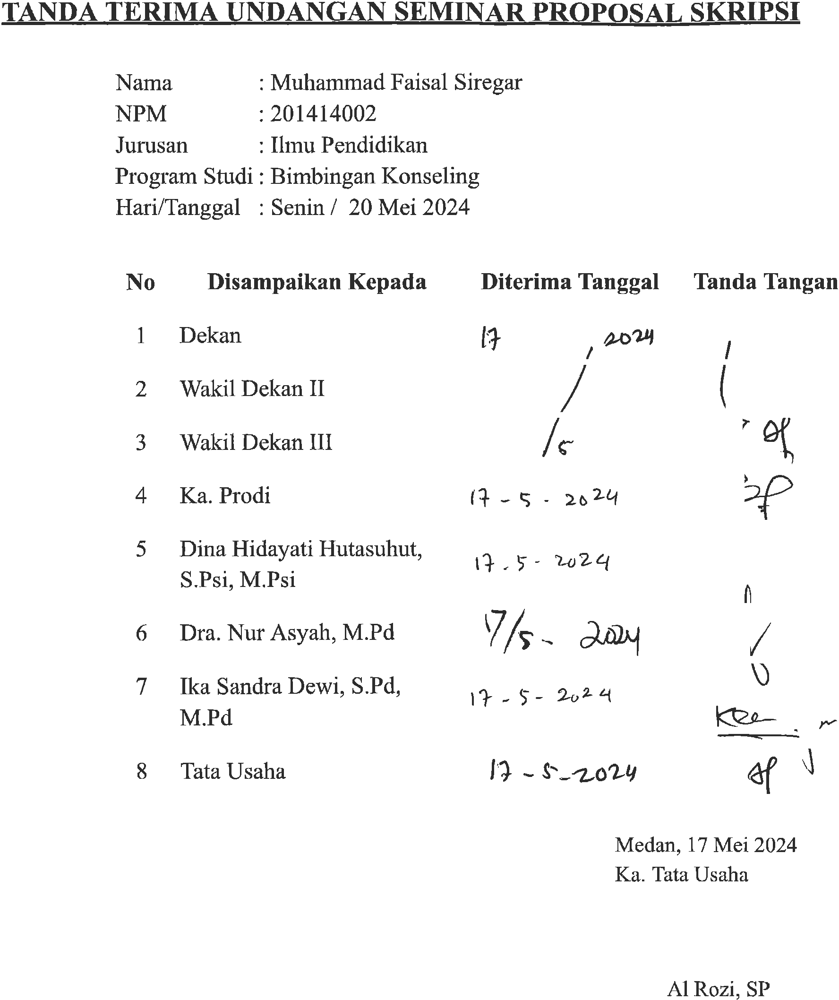 TANDA TERIMA UNDANGAN SEMINAR PROPOSAL SKRIPSI
Nama : Muhammad Faisal Siregar
NPM : 201414002
Jurusan : Ilmu Pendidikan
Program Studi : Bimbingan Konseling
Hari/Tanggal : Senin / 20 Mei 2024
No Disampaikan Kepada Diterima Tanggal Tanda Tangan
1 Dekan 17 2024
2 Wakil Dekan II /
3 Wakil Dekan III / 5
4 Ka. Prodi 17 - 5 - 2024
5 Dina Hidayati Hutasuhut, 17 - 5 - 2024
S.Psi, M.Psi
6 Dra. Nur Asyah, M.Pd 17/5 - 2024
7 Ika Sandra Dewi, S.Pd, 17 - 5 - 2024
M.Pd
8 Tata Usaha 17 - 5 - 2024
Medan, 17 Mei 2024
Ka. Tata Usaha
Al Rozi, SP